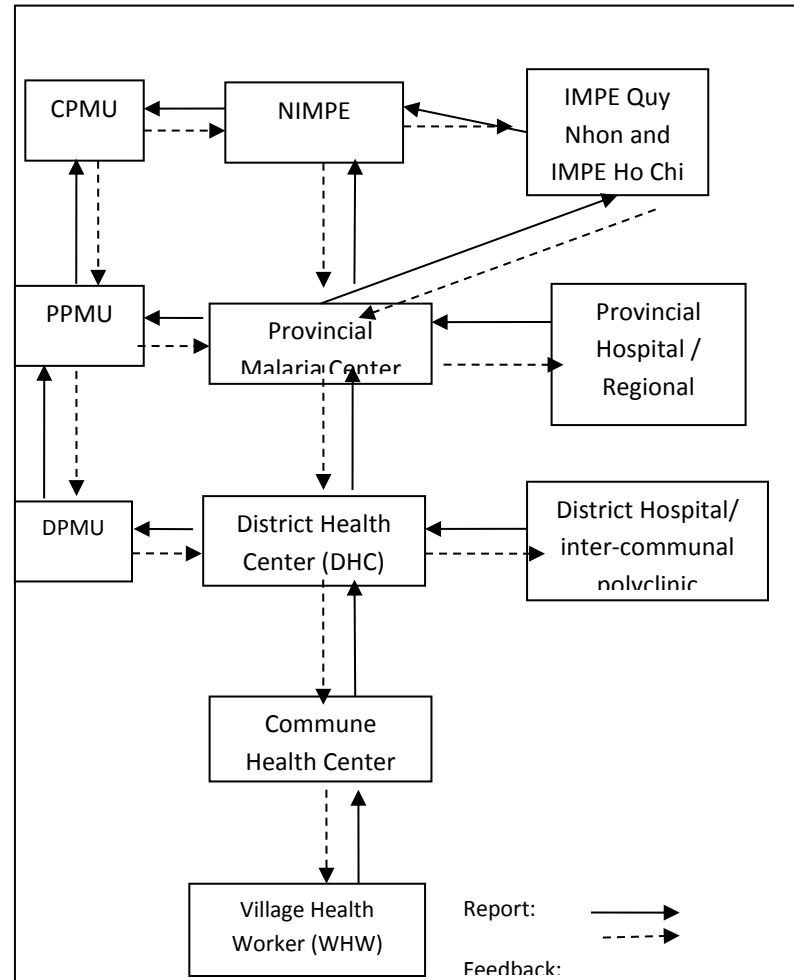 CPMU
NIMPE
IMPE Quy
Nhon and
IMPE Ho Chi
PPMU
Provincial
Malaria Center
Provincial
Hospital /
Regional
DPMU
District Health
Center (DHC)
District Hospital/
inter-communal
polyclinic
Commune
Health Center
Village Health
Worker (WHW)
Report:
Feedback: